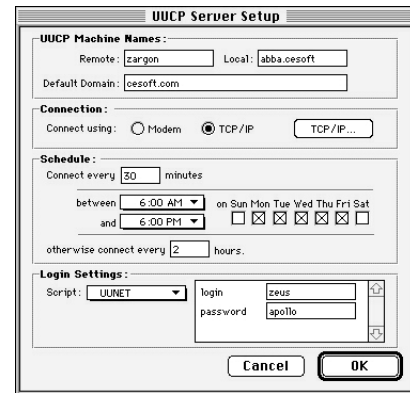 UUCP Server Setup
UUCP Machine Names:
Remote: zargon Local: abba.cesoft
Default Domain: cesoft.com
Connection:
Connect using: Modem TCP/IP TCP/IP...
Schedule:
Connect every 30 minutes
between 6:00 AM on Sun Mon Tue Wed Thu Fri Sat
and 6:00 PM
otherwise connect every 2 hours.
Login Settings:
Script: UUNET login zeus
password apollo
Cancel OK